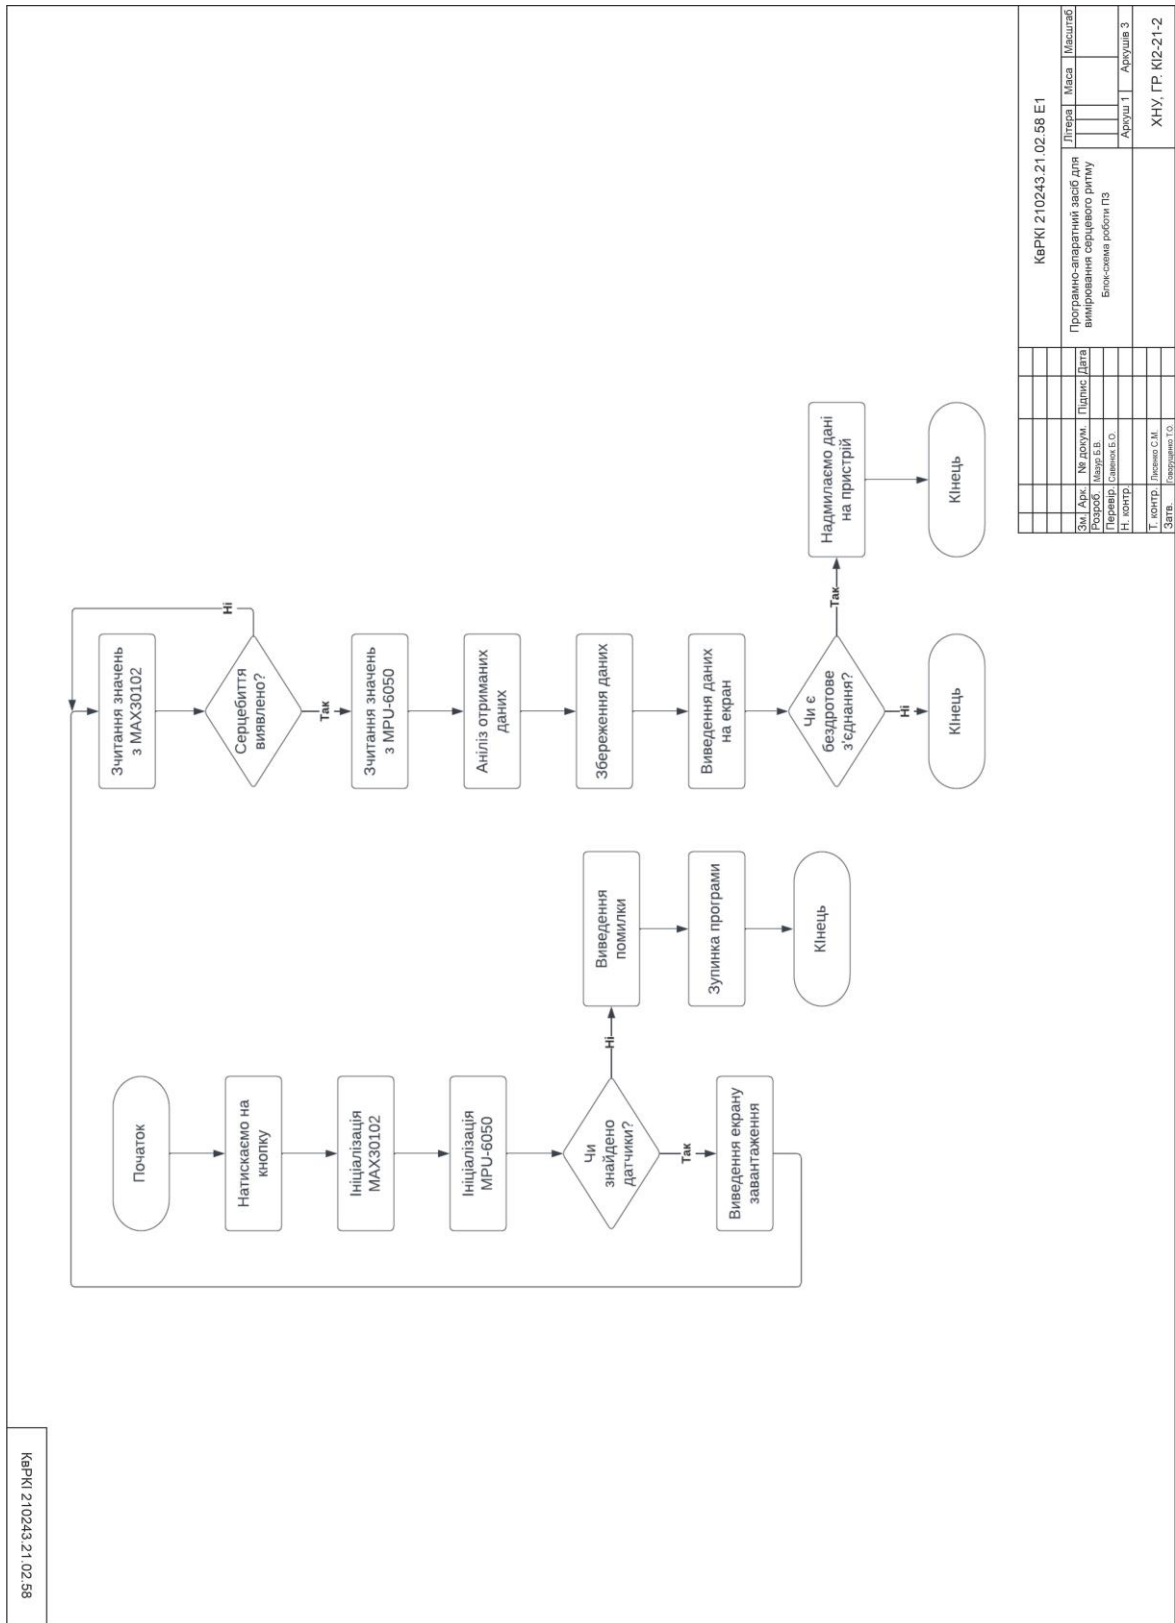 КвРКІ 210243.21.02.58
Початок
Натискаємо на
кнопку
Ініціалізація
MAX30102
Ініціалізація
MPU-6050
Чи
знайдено
датчики?
Ні
Так
Виведення екрану
завантаження
Виведення
помилки
Зупинка програми
КІнець
Зчитання значень
з MAX30102
Серцебиття
виявлено?
Ні
Так
Зчитання значень
з MPU-6050
Аніліз отриманих
даних
Збереження даних
Виведення даних
на екран
Чи є
бездротове
з'єднання?
Так
Ні
КІнець
Надмилаємо дані
на пристрій
КІнець
КвРКІ 210243.21.02.58 Е1
Зм. Арк. № докум. Підпис Дата
Розроб. Мазур Б.В.
Перевір. Савенок Б.О.
Н. контр.
Т. контр. Лисенко С.М.
Затв. Говорущенко Т.О.
Програмно-апаратний засіб для
вимірювання серцевого ритму
Блок-схема роботи ПЗ
Літера Маса Масштаб
Аркуш 1 Аркушів 3
ХНУ, ГР. КІ2-21-2